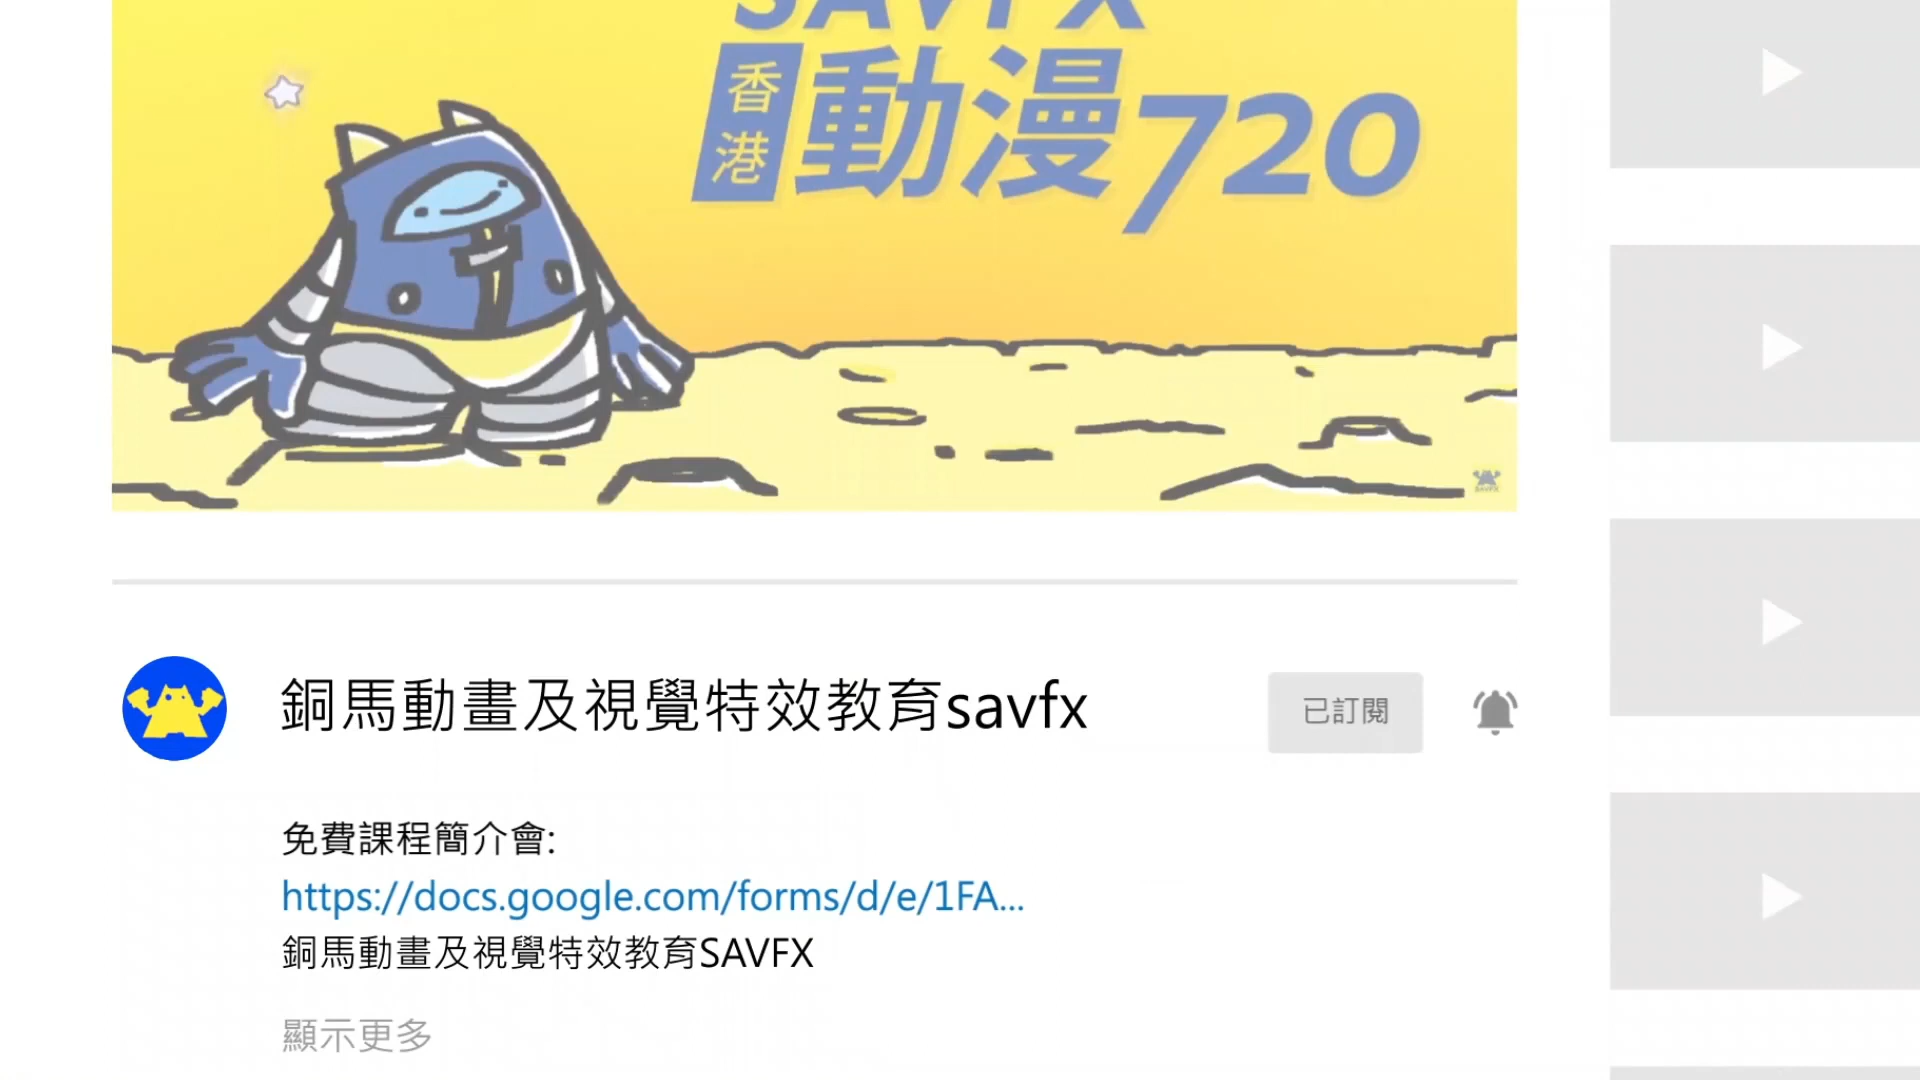 SAVFX
香港
動漫720
SAVFX
銅馬動畫及視覺特效教育savfx
已訂閱
免費課程簡介會:
https://docs.google.com/forms/d/e/1FA...
銅馬動畫及視覺特效教育SAVFX
顯示更多